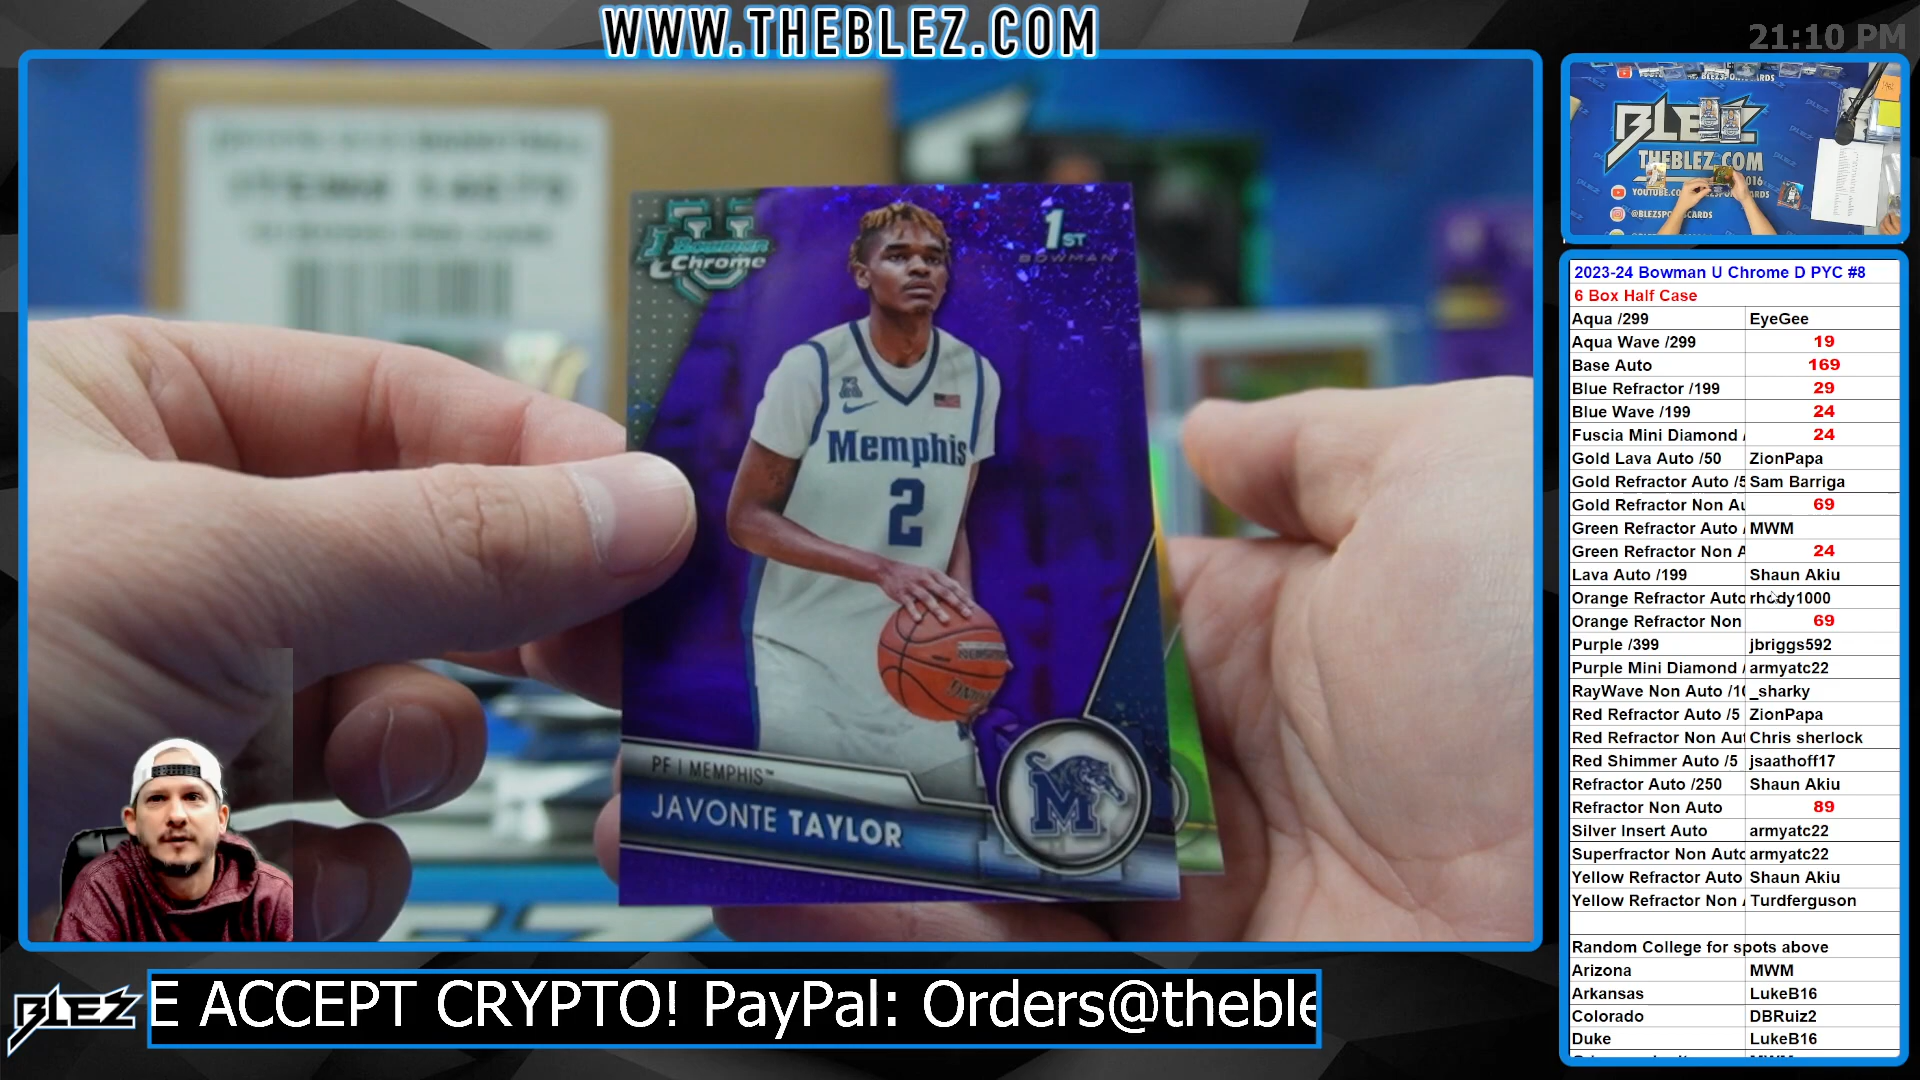 WWW.THEBLEZ.COM
21:10 PM
Bowman
Chrome
1ST
BOWMAN
Memphis
2
PF | MEMPHIS™
JAVONTE TAYLOR
M
BLEZ
THEBLEZ.COM
2016
@BLEZSPORTSCARDS
2023-24 Bowman U Chrome D PYC #8
6 Box Half Case
Aqua /299 EyeGee
Aqua Wave /299 19
Base Auto 169
Blue Refractor /199 29
Blue Wave /199 24
Fuscia Mini Diamond / 24
Gold Lava Auto /50 ZionPapa
Gold Refractor Auto /5 Sam Barriga
Gold Refractor Non Au 69
Green Refractor Auto / MWM
Green Refractor Non A 24
Lava Auto /199 Shaun Akiu
Orange Refractor Auto rhody1000
Orange Refractor Non 69
Purple /399 jbriggs592
Purple Mini Diamond / armyatc22
RayWave Non Auto /10 _sharky
Red Refractor Auto /5 ZionPapa
Red Refractor Non Aut Chris sherlock
Red Shimmer Auto /5 jsaathoff17
Refractor Auto /250 Shaun Akiu
Refractor Non Auto 89
Silver Insert Auto armyatc22
Superfractor Non Auto armyatc22
Yellow Refractor Auto Shaun Akiu
Yellow Refractor Non / Turdferguson
Random College for spots above
Arizona MWM
Arkansas LukeB16
Colorado DBRuiz2
Duke LukeB16
BLEZ
E ACCEPT CRYPTO! PayPal: Orders@theble